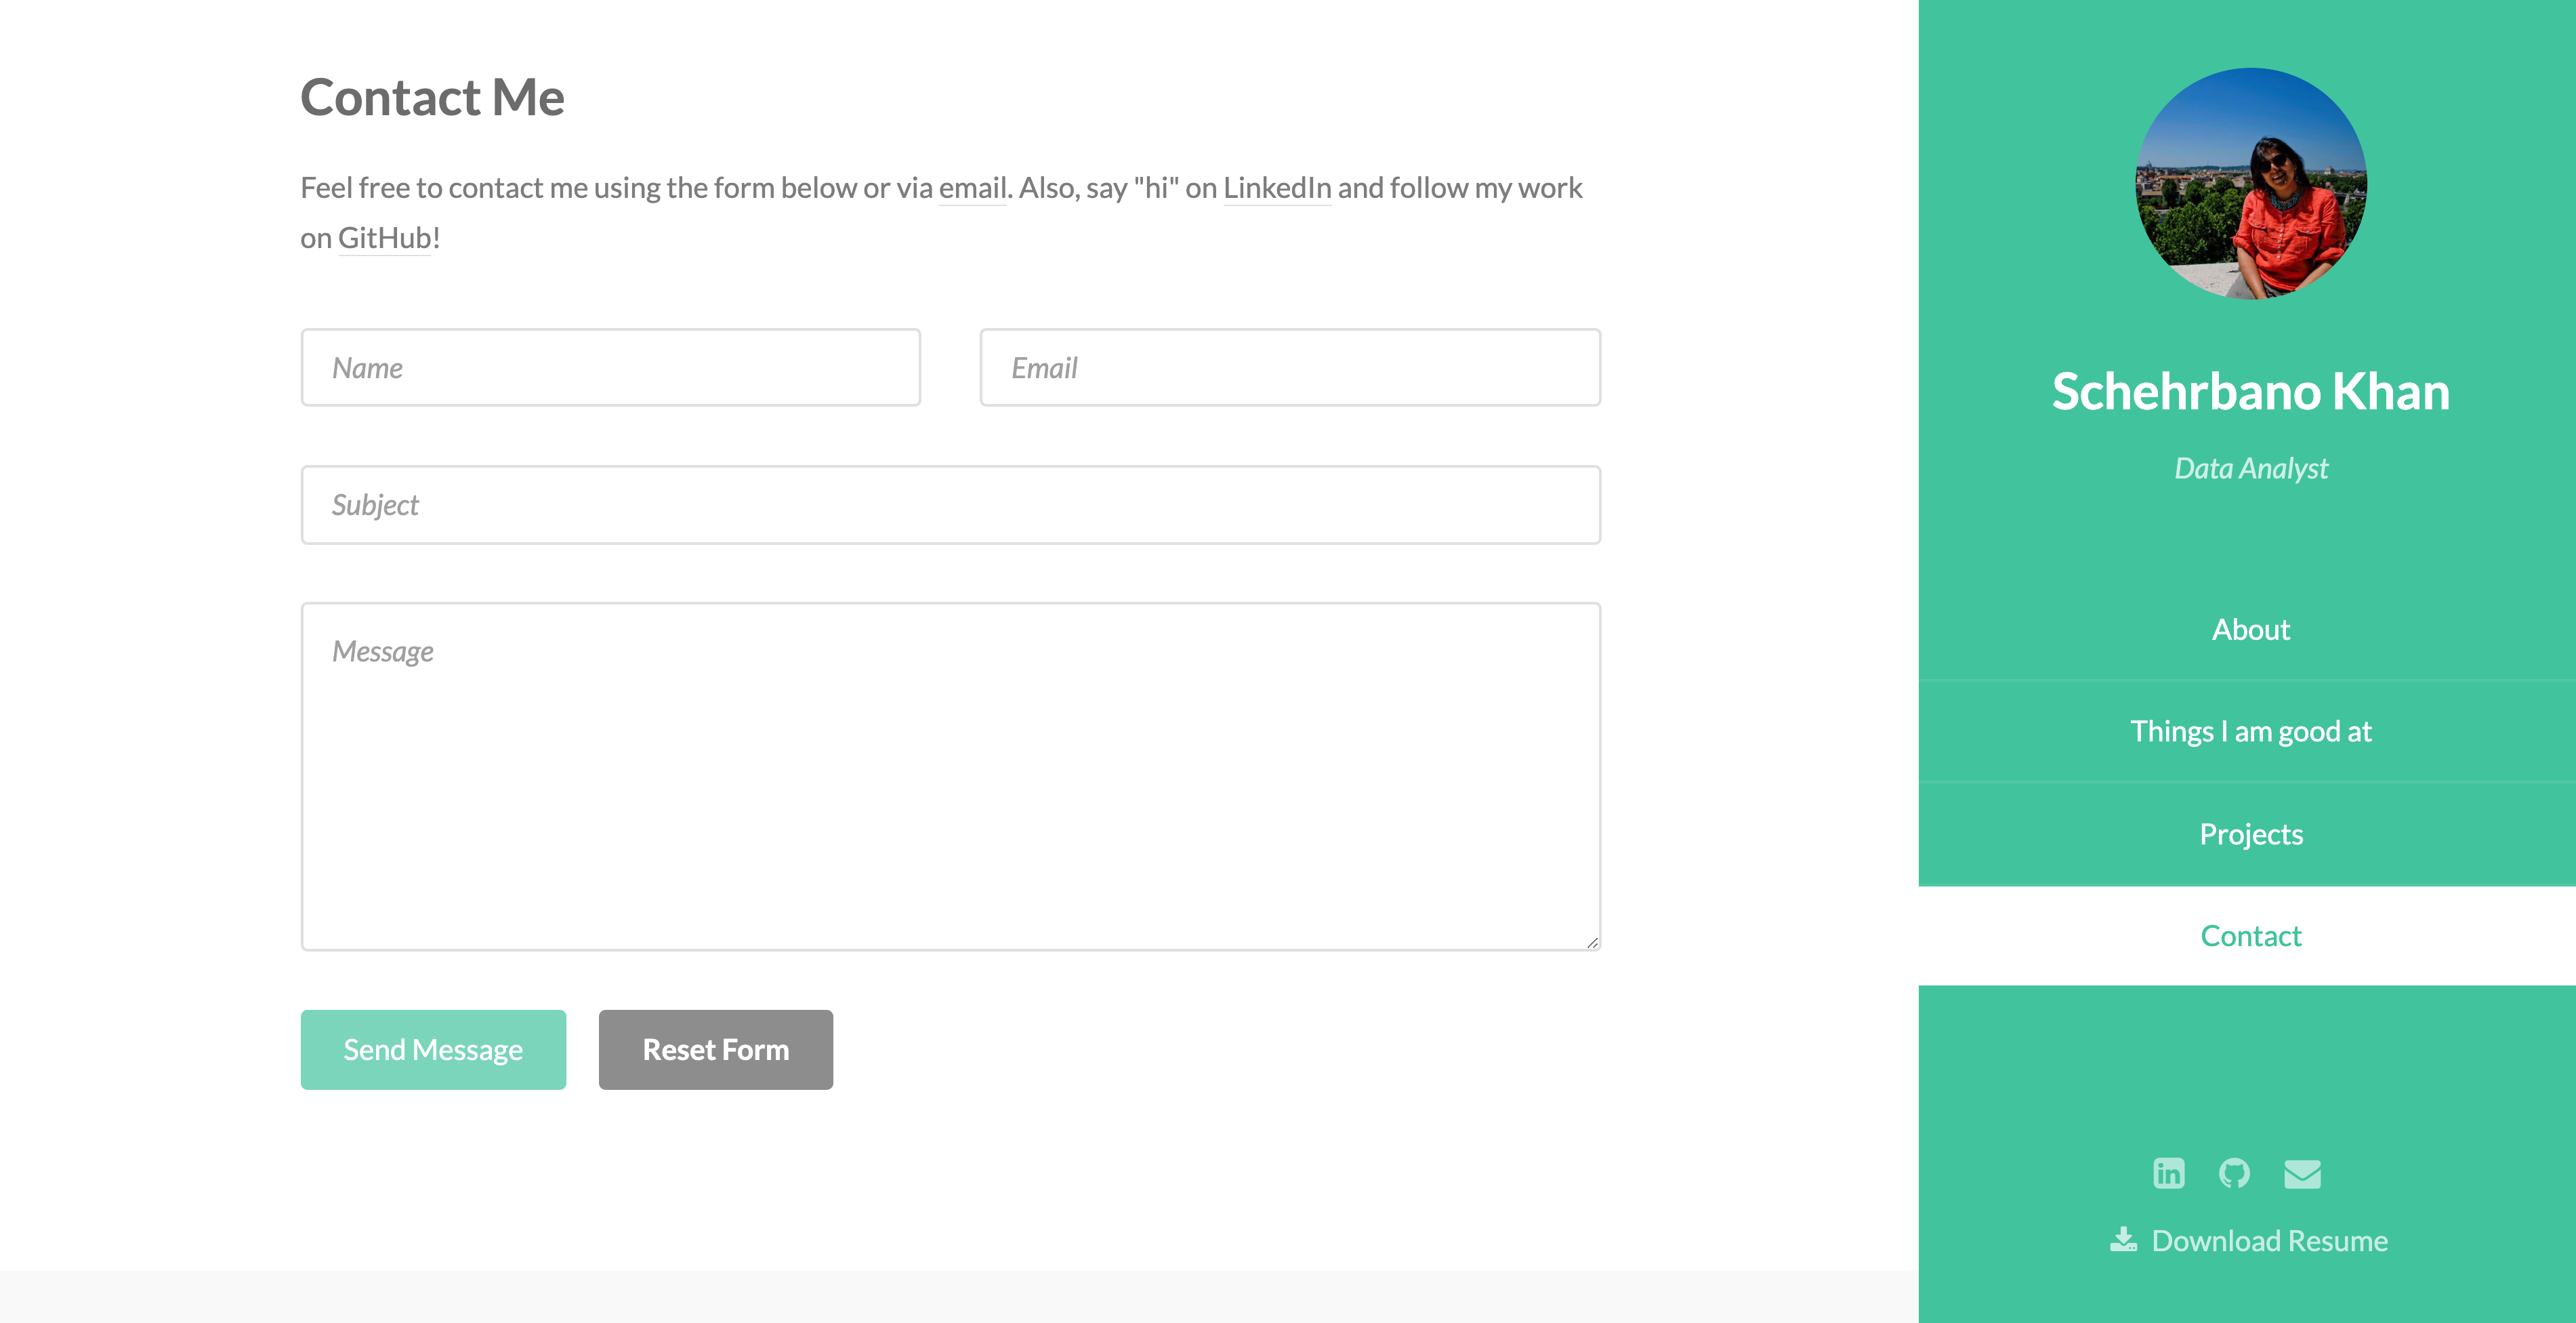 Contact Me
Feel free to contact me using the form below or via email. Also, say "hi" on LinkedIn and follow my work
on GitHub!
Name
Email
Subject
Message
Send Message
Reset Form
Schehrbano Khan
Data Analyst
About
Things I am good at
Projects
Contact
in
Download Resume